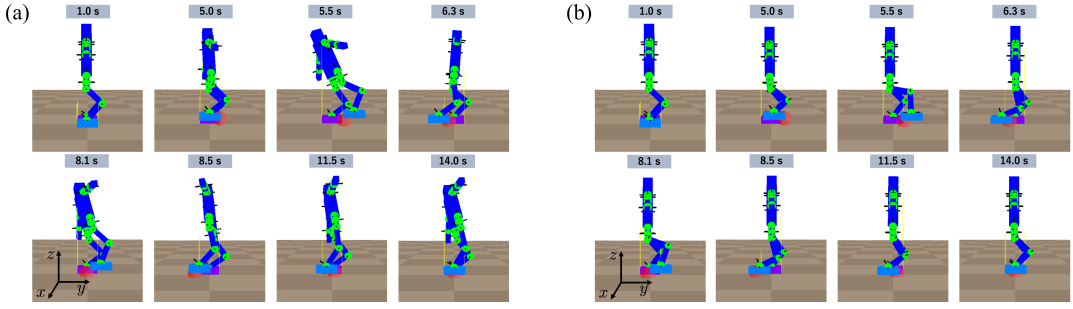 (a)
1.0 s
5.0 s
5.5 s
6.3 s
8.1 s
8.5 s
11.5 s
14.0 s
z
x
y
(b)
1.0 s
5.0 s
5.5 s
6.3 s
8.1 s
8.5 s
11.5 s
14.0 s
z
x
y